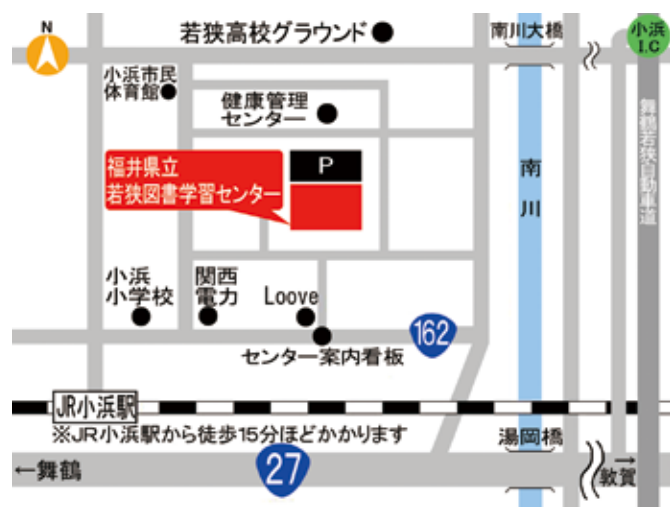 N
若狭高校グラウンド
南川大橋
小浜
I.C
小浜市民
体育館
健康管理
センター
舞鶴若狭自動車道
福井県立
若狭図書学習センター
P
南川
小浜
小学校
関西
電力
Loove
162
センター案内看板
JR小浜駅
※JR小浜駅から徒歩15分ほどかかります
湯岡橋
←舞鶴
27
→
敦賀